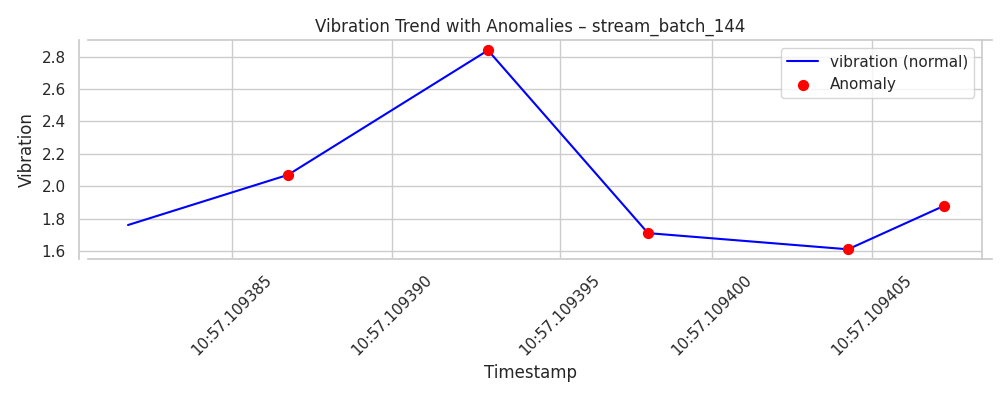 Vibration Trend with Anomalies – stream_batch_144
vibration (normal)
Anomaly
Vibration
2.8
2.6
2.4
2.2
2.0
1.8
1.6
10:57.109385
10:57.109390
10:57.109395
10:57.109400
10:57.109405
Timestamp